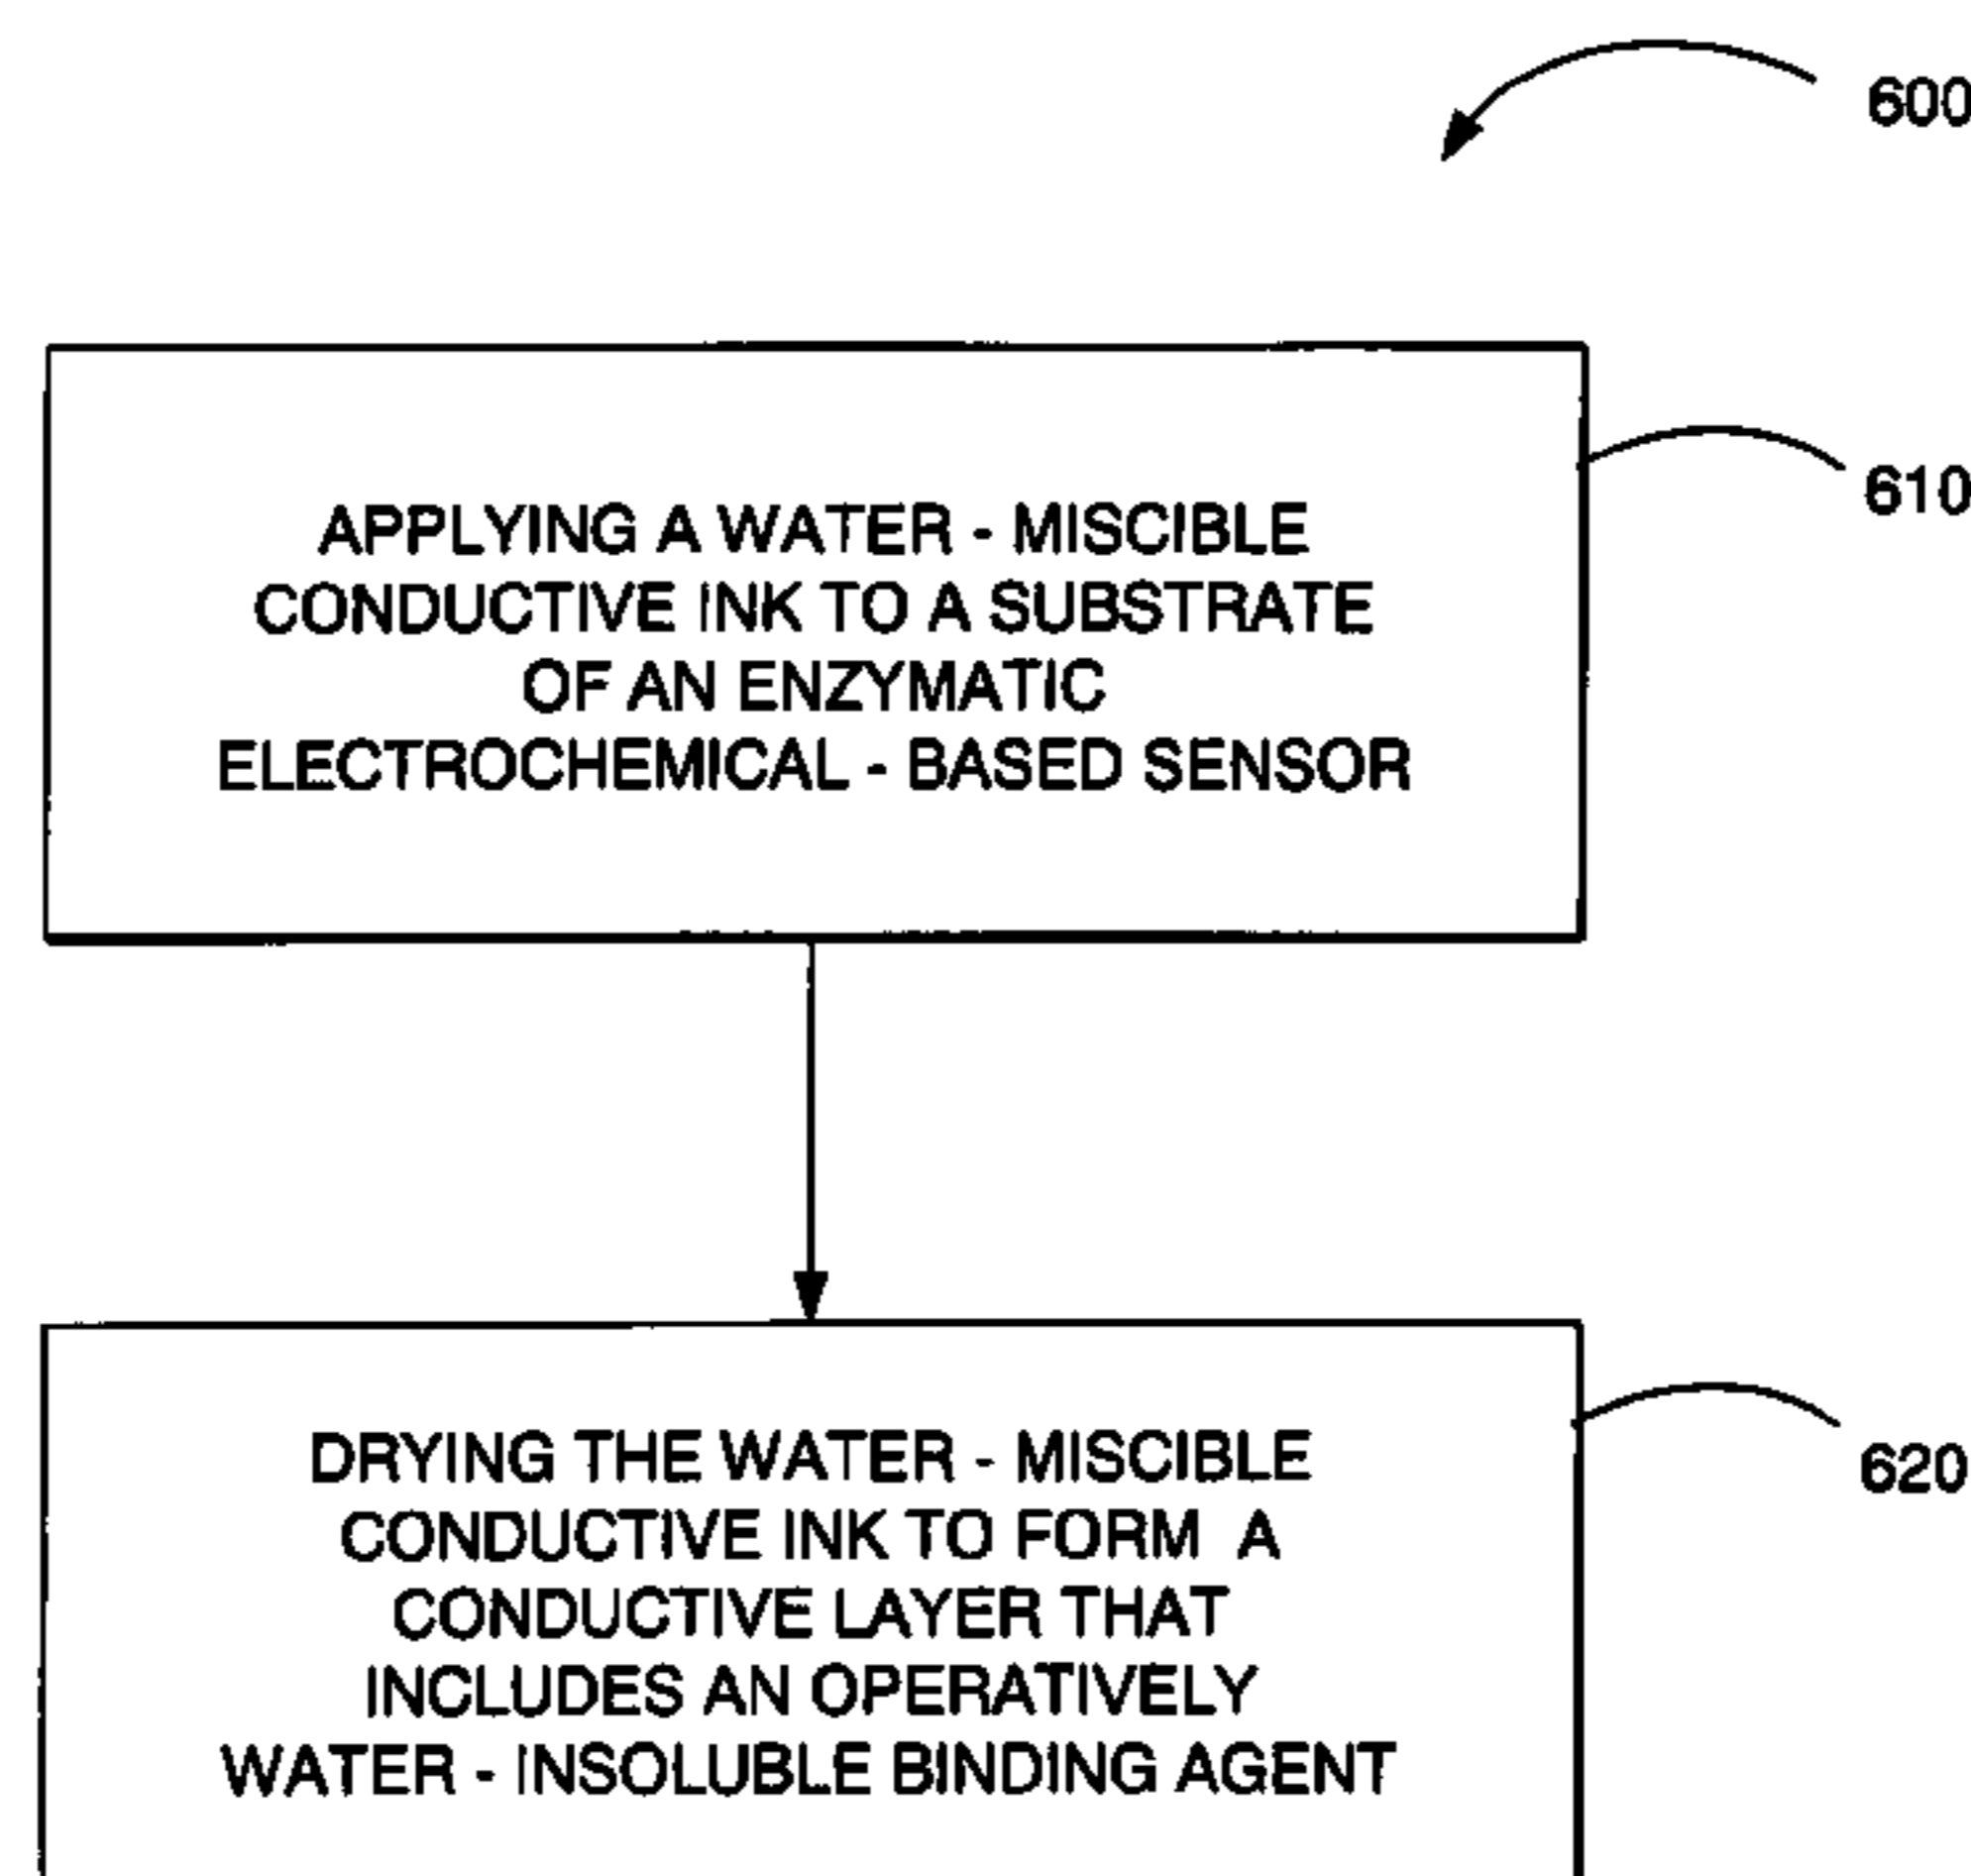 600
610
APPLYING A WATER - MISCIBLE
CONDUCTIVE INK TO A SUBSTRATE
OF AN ENZYMATIC
ELECTROCHEMICAL - BASED SENSOR
620
DRYING THE WATER - MISCIBLE
CONDUCTIVE INK TO FORM A
CONDUCTIVE LAYER THAT
INCLUDES AN OPERATIVELY
WATER - INSOLUBLE BINDING AGENT